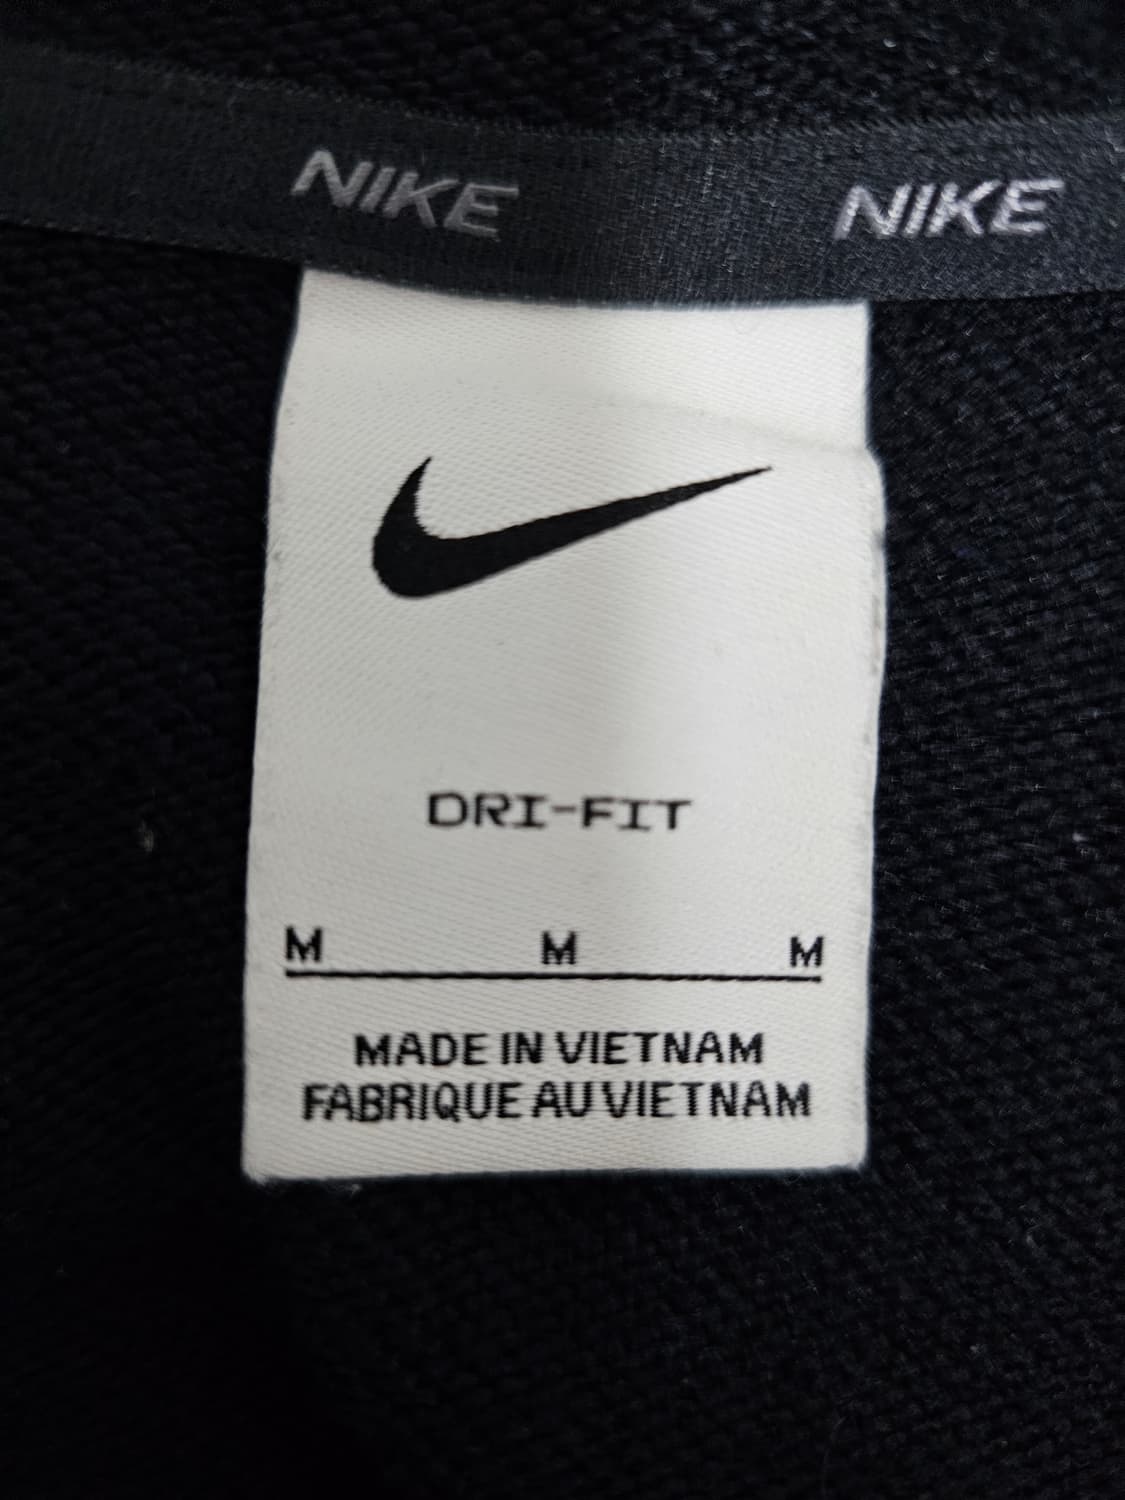 NIKE NIKE
DRI-FIT
M M M
MADE IN VIETNAM
FABRIQUE AU VIETNAM